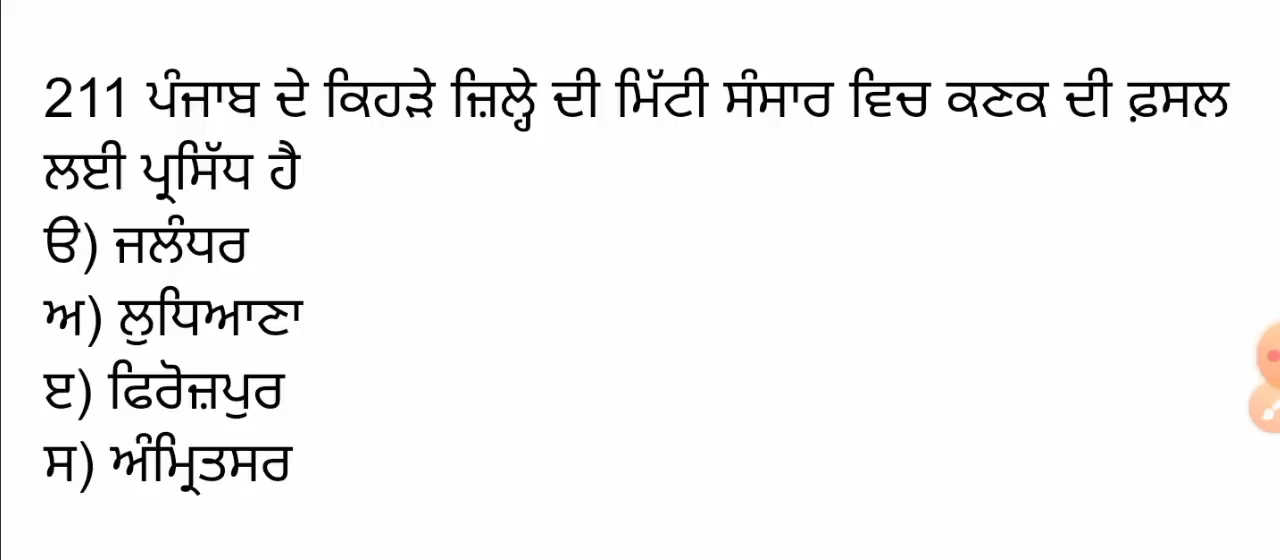 211 ਪੰਜਾਬ ਦੇ ਕਿਹੜੇ ਜ਼ਿਲ੍ਹੇ ਦੀ ਮਿੱਟੀ ਸੰਸਾਰ ਵਿਚ ਕਣਕ ਦੀ ਫ਼ਸਲ
ਲਈ ਪ੍ਰਸਿੱਧ ਹੈ
ੳ) ਜਲੰਧਰ
ਅ) ਲੁਧਿਆਣਾ
ੲ) ਫਿਰੋਜ਼ਪੁਰ
ਸ) ਅੰਮ੍ਰਿਤਸਰ